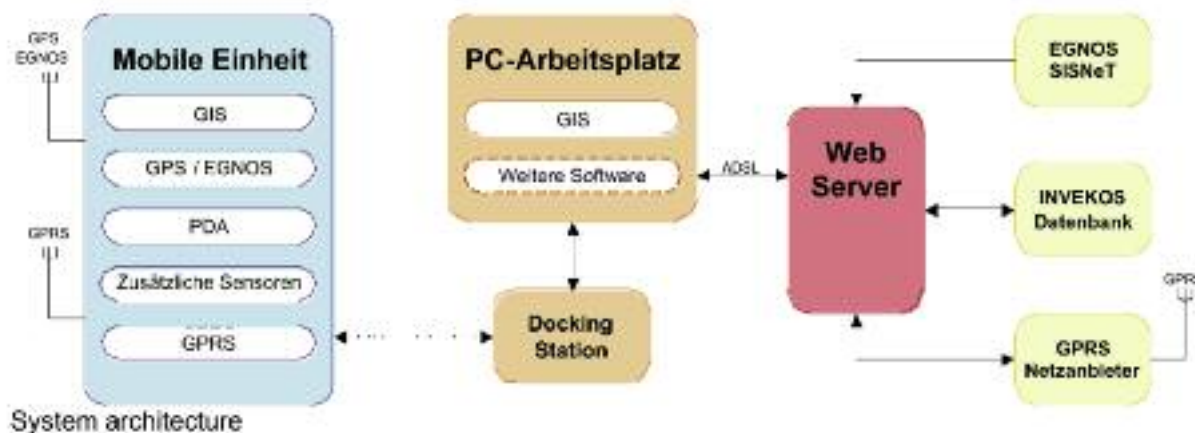 GPS
EGNOS
Mobile Einheit
GIS
GPS / EGNOS
PDA
Zusätzliche Sensoren
GPRS
GPRS
PC-Arbeitsplatz
GIS
Weitere Software
ADSL
Docking
Station
Web
Server
EGNOS
SISNeT
INVEKOS
Datenbank
GPRS
GPRS
Netzanbieter
System architecture